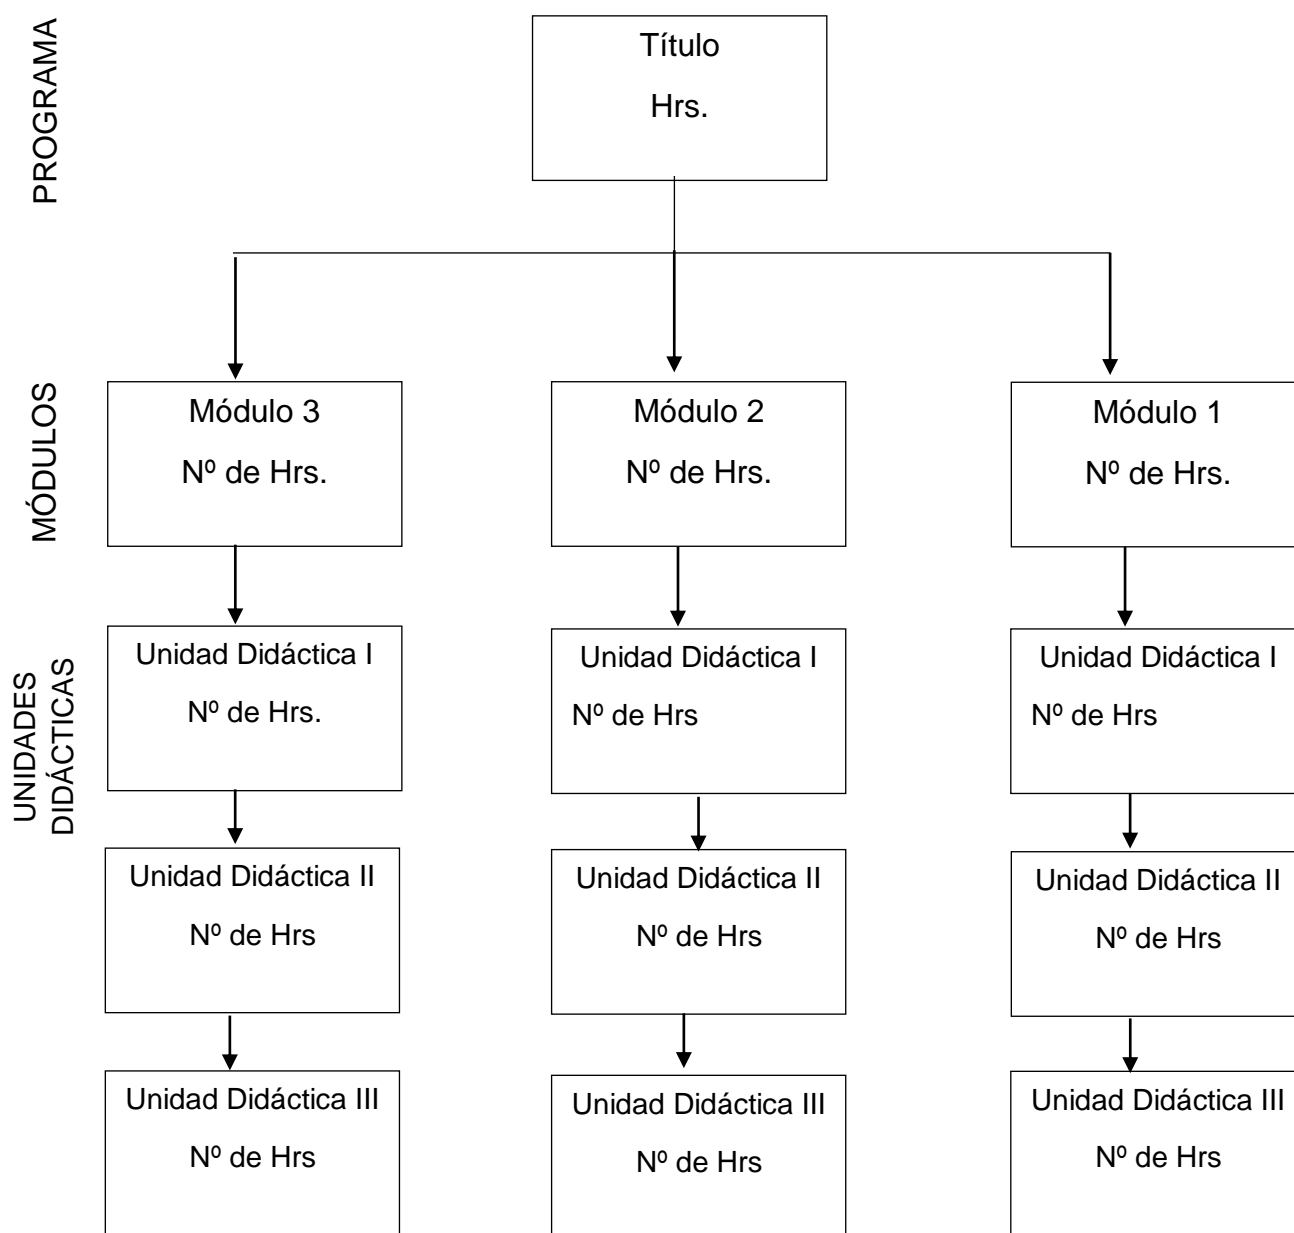 PROGRAMA
Título
Hrs.
MÓDULOS
Módulo 3
Nº de Hrs.
Módulo 2
Nº de Hrs.
Módulo 1
Nº de Hrs.
UNIDADES
DIDÁCTICAS
Unidad Didáctica I
Nº de Hrs.
Unidad Didáctica I
Nº de Hrs
Unidad Didáctica I
Nº de Hrs
Unidad Didáctica II
Nº de Hrs
Unidad Didáctica II
Nº de Hrs
Unidad Didáctica II
Nº de Hrs
Unidad Didáctica III
Nº de Hrs
Unidad Didáctica III
Nº de Hrs
Unidad Didáctica III
Nº de Hrs